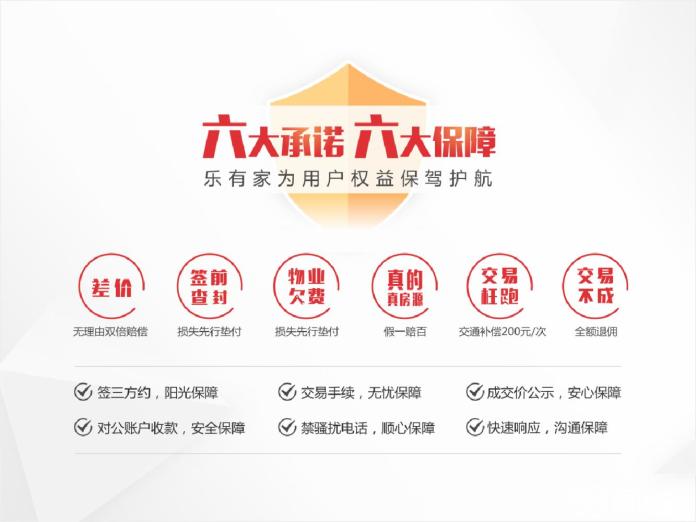 六大承诺 六大保障
乐有家为用户权益保驾护航
差价
无理由双倍赔偿
签前
查封
损失先行垫付
物业
欠费
损失先行垫付
真的
真房源
假一赔百
交易
枉跑
交通补偿200元/次
交易
不成
全额退佣
签三方约，阳光保障
交易手续，无忧保障
成交价公示，安心保障
对公账户收款，安全保障
禁骚扰电话，顺心保障
快速响应，沟通保障